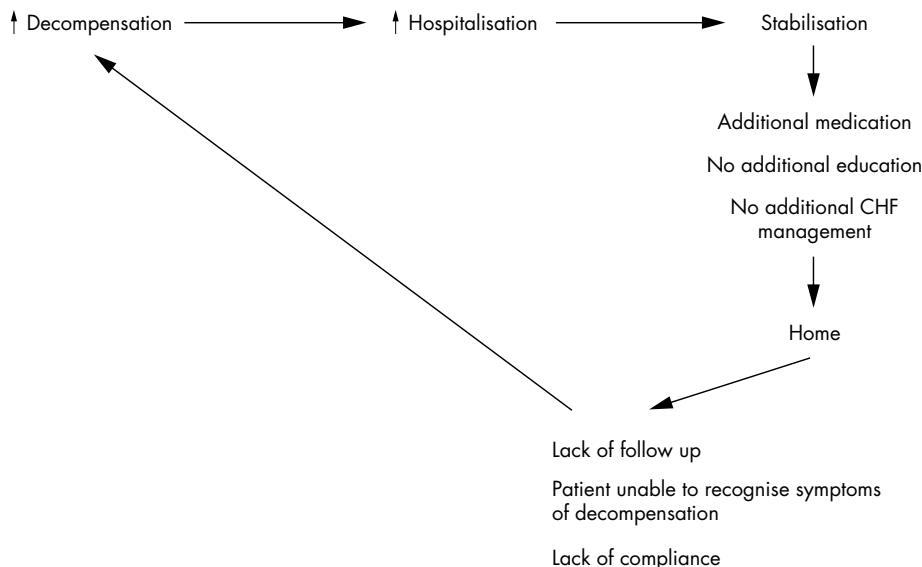 ↑ Decompensation
↑ Hospitalisation
Stabilisation
Additional medication
No additional education
No additional CHF
management
Home
Lack of follow up
Patient unable to recognise symptoms
of decompensation
Lack of compliance